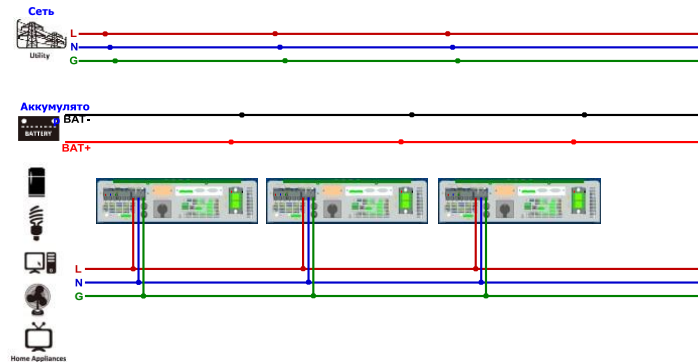 Сеть
L
N
G
Utility
Аккумулято
р
BAT-
BATTERY
BAT+
L
N
G
Home Appliances